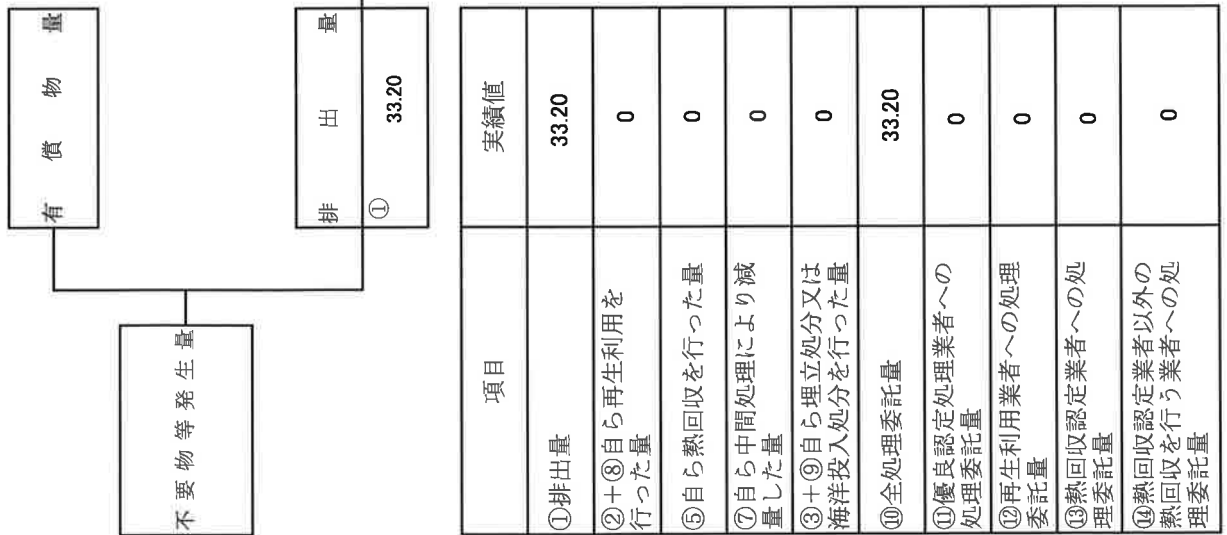 不要物等発生量
有償物量
排出量
①
33.20
項目 実績値
①排出量 33.20
②+⑧自ら再生利用を
行った量 0
⑤自ら熱回収を行った量 0
⑦自ら中間処理により減
量した量 0
③+⑨自ら埋立処分又は
海洋投入処分を行った量 0
⑩全処理委託量 33.20
⑪優良認定処理業者への
処理委託量 0
⑫再生利用業者への処理
委託量 0
⑬熱回収認定業者への処
理委託量 0
⑭熱回収認定業者以外の
熱回収を行う業者への処
理委託量 0